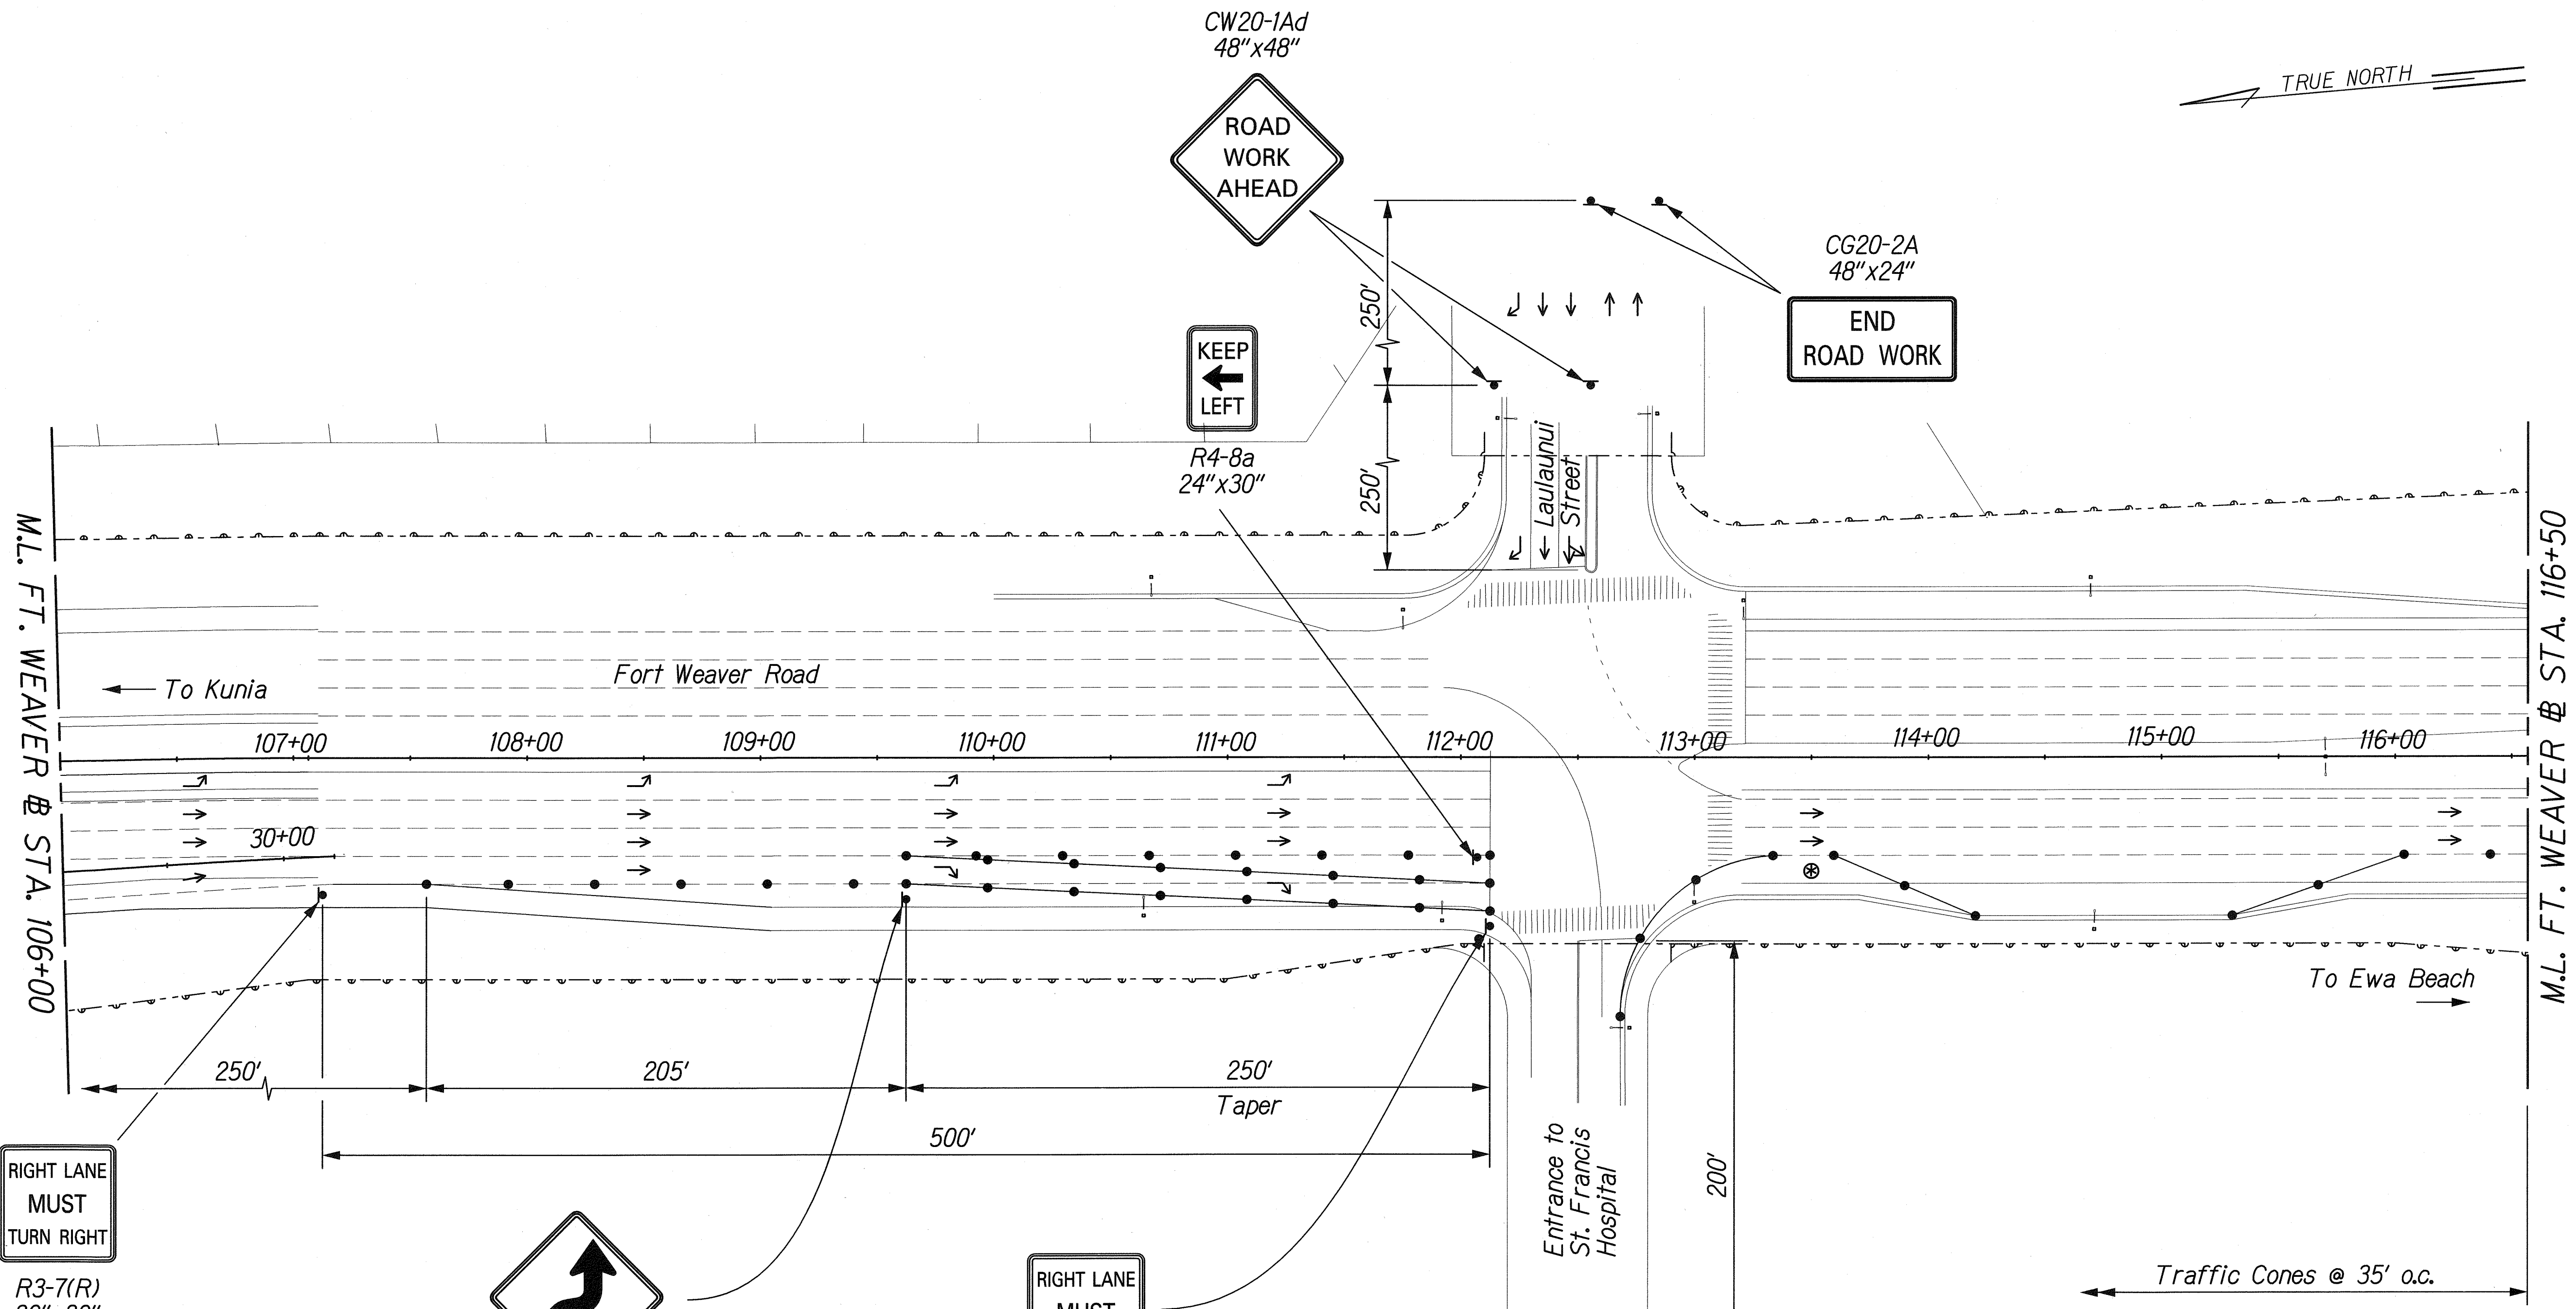 CW20-1Ad
48"x48"
ROAD
WORK
AHEAD
TRUE NORTH
CG20-2A
48"x24"
END
ROAD WORK
KEEP
LEFT
R4-8a
24"x30"
250'
250'
Laulaunui
Street
M.L. FT. WEAVER ℄ STA. 106+00
M.L. FT. WEAVER ℄ STA. 116+50
To Kunia
Fort Weaver Road
107+00
108+00
109+00
110+00
111+00
112+00
113+00
114+00
115+00
116+00
30+00
To Ewa Beach
250'
205'
250'
Taper
500'
200'
Entrance to
St. Francis
Hospital
RIGHT LANE
MUST
TURN RIGHT
R3-7(R)
RIGHT LANE
MUST
Traffic Cones @ 35' o.c.